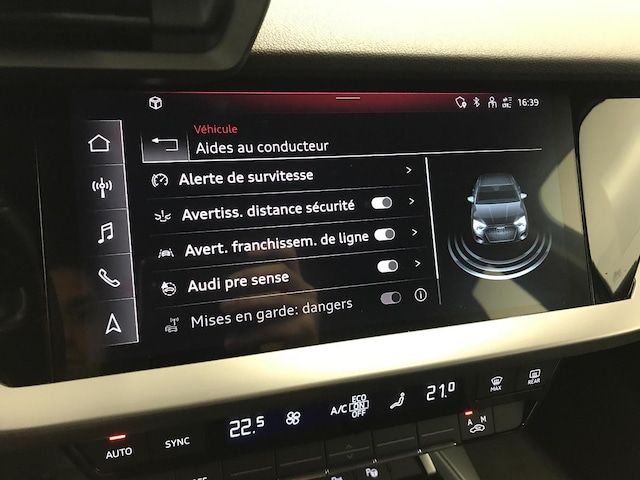 16:39
Véhicule
Aides au conducteur
Alerte de survitesse
Avertiss. distance sécurité
Avert. franchissem. de ligne
Audi pre sense
Mises en garde: dangers
AUTO
SYNC
22.5
A/C
ECO
ON
OFF
21.0
MAX
REAR
A M